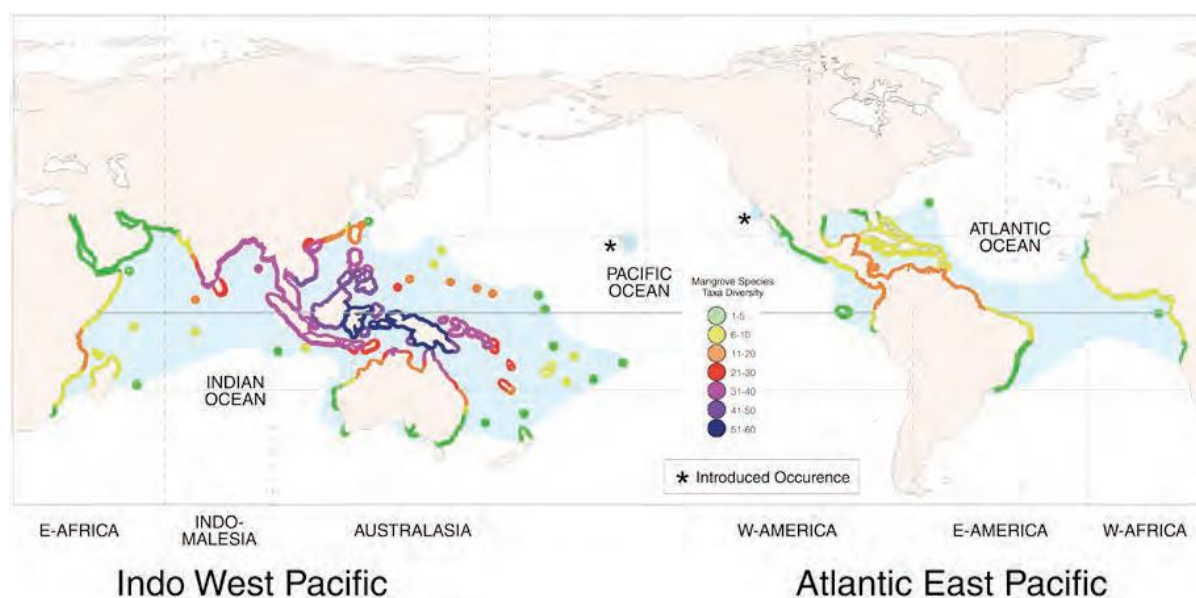 *
*
PACIFIC
OCEAN
ATLANTIC
OCEAN
INDIAN
OCEAN
Mangrove Species
Taxa Diversity
1-5
6-10
11-20
21-30
31-40
41-50
51-60
* Introduced Occurence
E-AFRICA
INDO-
MALESIA
AUSTRALASIA
W-AMERICA
E-AMERICA
W-AFRICA
Indo West Pacific
Atlantic East Pacific